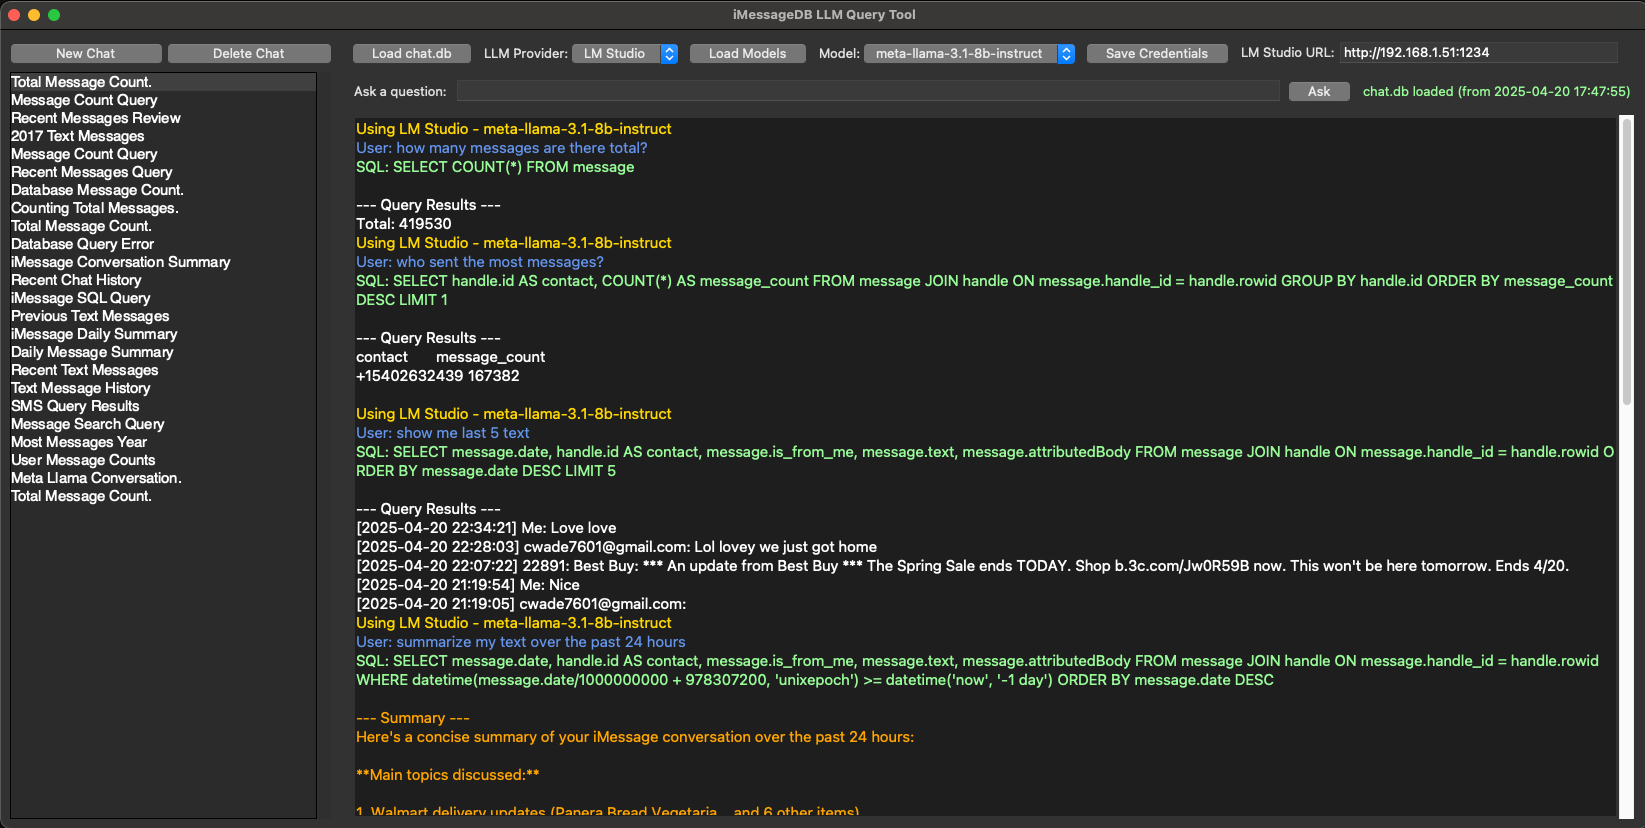 iMessageDB LLM Query Tool
New Chat
Delete Chat
Load chat.db
LLM Provider:
LM Studio
Load Models
Model:
meta-llama-3.1-8b-instruct
Save Credentials
LM Studio URL:
http://192.168.1.51:1234
Ask a question:
Ask
chat.db loaded (from 2025-04-20 17:47:55)
Total Message Count.
Message Count Query
Recent Messages Review
2017 Text Messages
Message Count Query
Recent Messages Query
Database Message Count.
Counting Total Messages.
Total Message Count.
Database Query Error
iMessage Conversation Summary
Recent Chat History
iMessage SQL Query
Previous Text Messages
iMessage Daily Summary
Daily Message Summary
Recent Text Messages
Text Message History
SMS Query Results
Message Search Query
Most Messages Year
User Message Counts
Meta Llama Conversation.
Total Message Count.
Using LM Studio - meta-llama-3.1-8b-instruct
User: how many messages are there total?
SQL: SELECT COUNT(*) FROM message
--- Query Results ---
Total: 419530
Using LM Studio - meta-llama-3.1-8b-instruct
User: who sent the most messages?
SQL: SELECT handle.id AS contact, COUNT(*) AS message_count FROM message JOIN handle ON message.handle_id = handle.rowid GROUP BY handle.id ORDER BY message_count
DESC LIMIT 1
--- Query Results ---
contact message_count
+15402632439 167382
Using LM Studio - meta-llama-3.1-8b-instruct
User: show me last 5 text
SQL: SELECT message.date, handle.id AS contact, message.is_from_me, message.text, message.attributedBody FROM message JOIN handle ON message.handle_id = handle.rowid O
RDER BY message.date DESC LIMIT 5
--- Query Results ---
[2025-04-20 22:34:21] Me: Love love
[2025-04-20 22:28:03] cwade7601@gmail.com: Lol lovey we just got home
[2025-04-20 22:07:22] 22891: Best Buy: *** An update from Best Buy *** The Spring Sale ends TODAY. Shop b.3c.com/Jw0R59B now. This won't be here tomorrow. Ends 4/20.
[2025-04-20 21:19:54] Me: Nice
[2025-04-20 21:19:05] cwade7601@gmail.com:
Using LM Studio - meta-llama-3.1-8b-instruct
User: summarize my text over the past 24 hours
SQL: SELECT message.date, handle.id AS contact, message.is_from_me, message.text, message.attributedBody FROM message JOIN handle ON message.handle_id = handle.rowid
WHERE datetime(message.date/1000000000 + 978307200, 'unixepoch') >= datetime('now', '-1 day') ORDER BY message.date DESC
--- Summary ---
Here's a concise summary of your iMessage conversation over the past 24 hours:
**Main topics discussed:**
1. Walmart delivery updates (Panera Bread Vegetaria... and 6 other items)